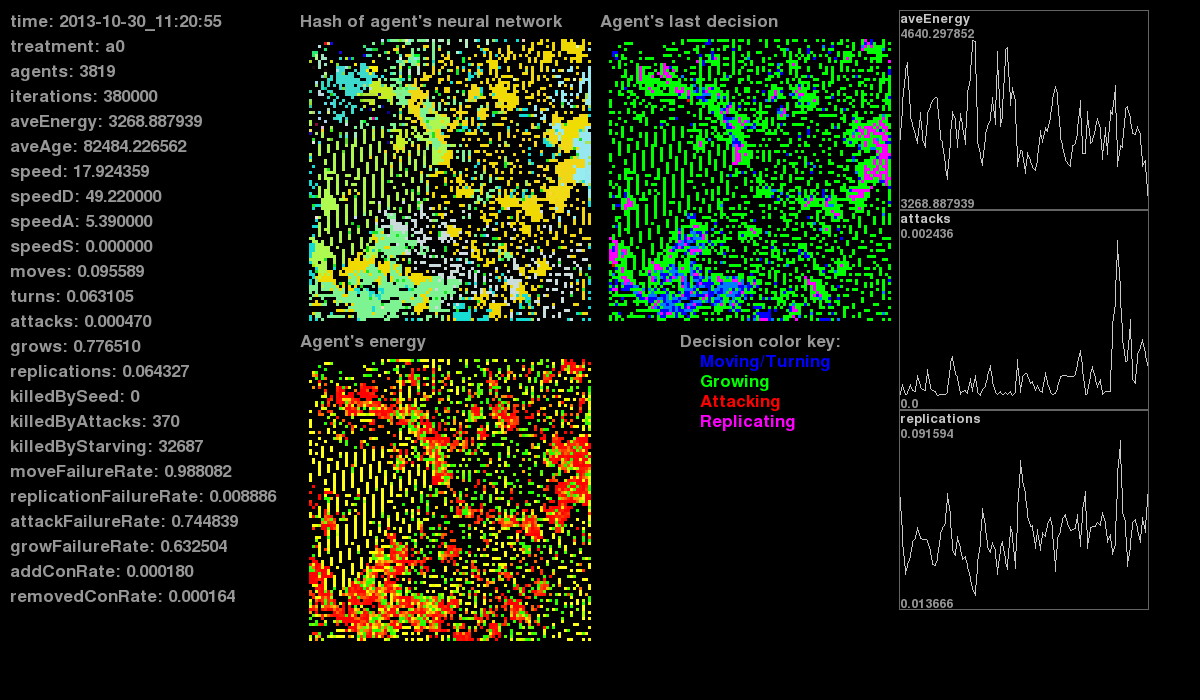 time: 2013-10-30_11:20:55
treatment: a0
agents: 3819
iterations: 380000
aveEnergy: 3268.887939
aveAge: 82484.226562
speed: 17.924359
speedD: 49.220000
speedA: 5.390000
speedS: 0.000000
moves: 0.095589
turns: 0.063105
attacks: 0.000470
grows: 0.776510
replications: 0.064327
killedBySeed: 0
killedByAttacks: 370
killedByStarving: 32687
moveFailureRate: 0.988082
replicationFailureRate: 0.008886
attackFailureRate: 0.744839
growFailureRate: 0.632504
addConRate: 0.000180
removedConRate: 0.000164
Hash of agent's neural network
Agent's last decision
Agent's energy
Decision color key:
Moving/Turning
Growing
Attacking
Replicating
aveEnergy
4640.297852
3268.887939
attacks
0.002436
0.0
replications
0.091594
0.013666